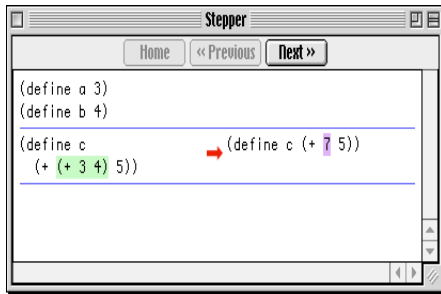 Stepper
Home « Previous Next »
(define a 3)
(define b 4)
(define c
(+ (+ 3 4) 5))
(define c (+ 7 5))